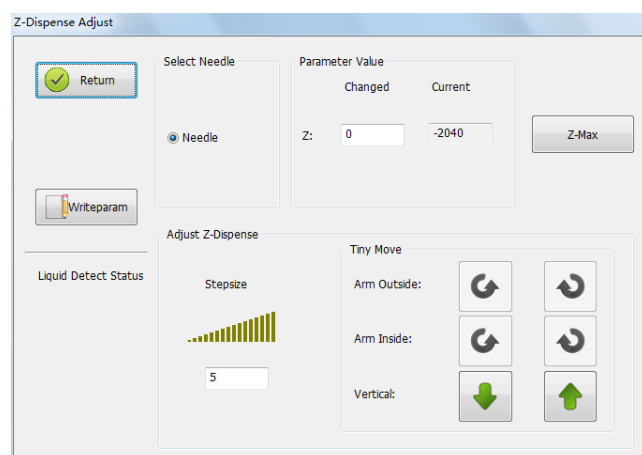 Z-Dispense Adjust
Return
Select Needle
Needle
Parameter Value
Changed Current
Z: 0 -2040
Z-Max
Writeparam
Liquid Detect Status
Adjust Z-Dispense
Stepsize
5
Tiny Move
Arm Outside:
Arm Inside:
Vertical: